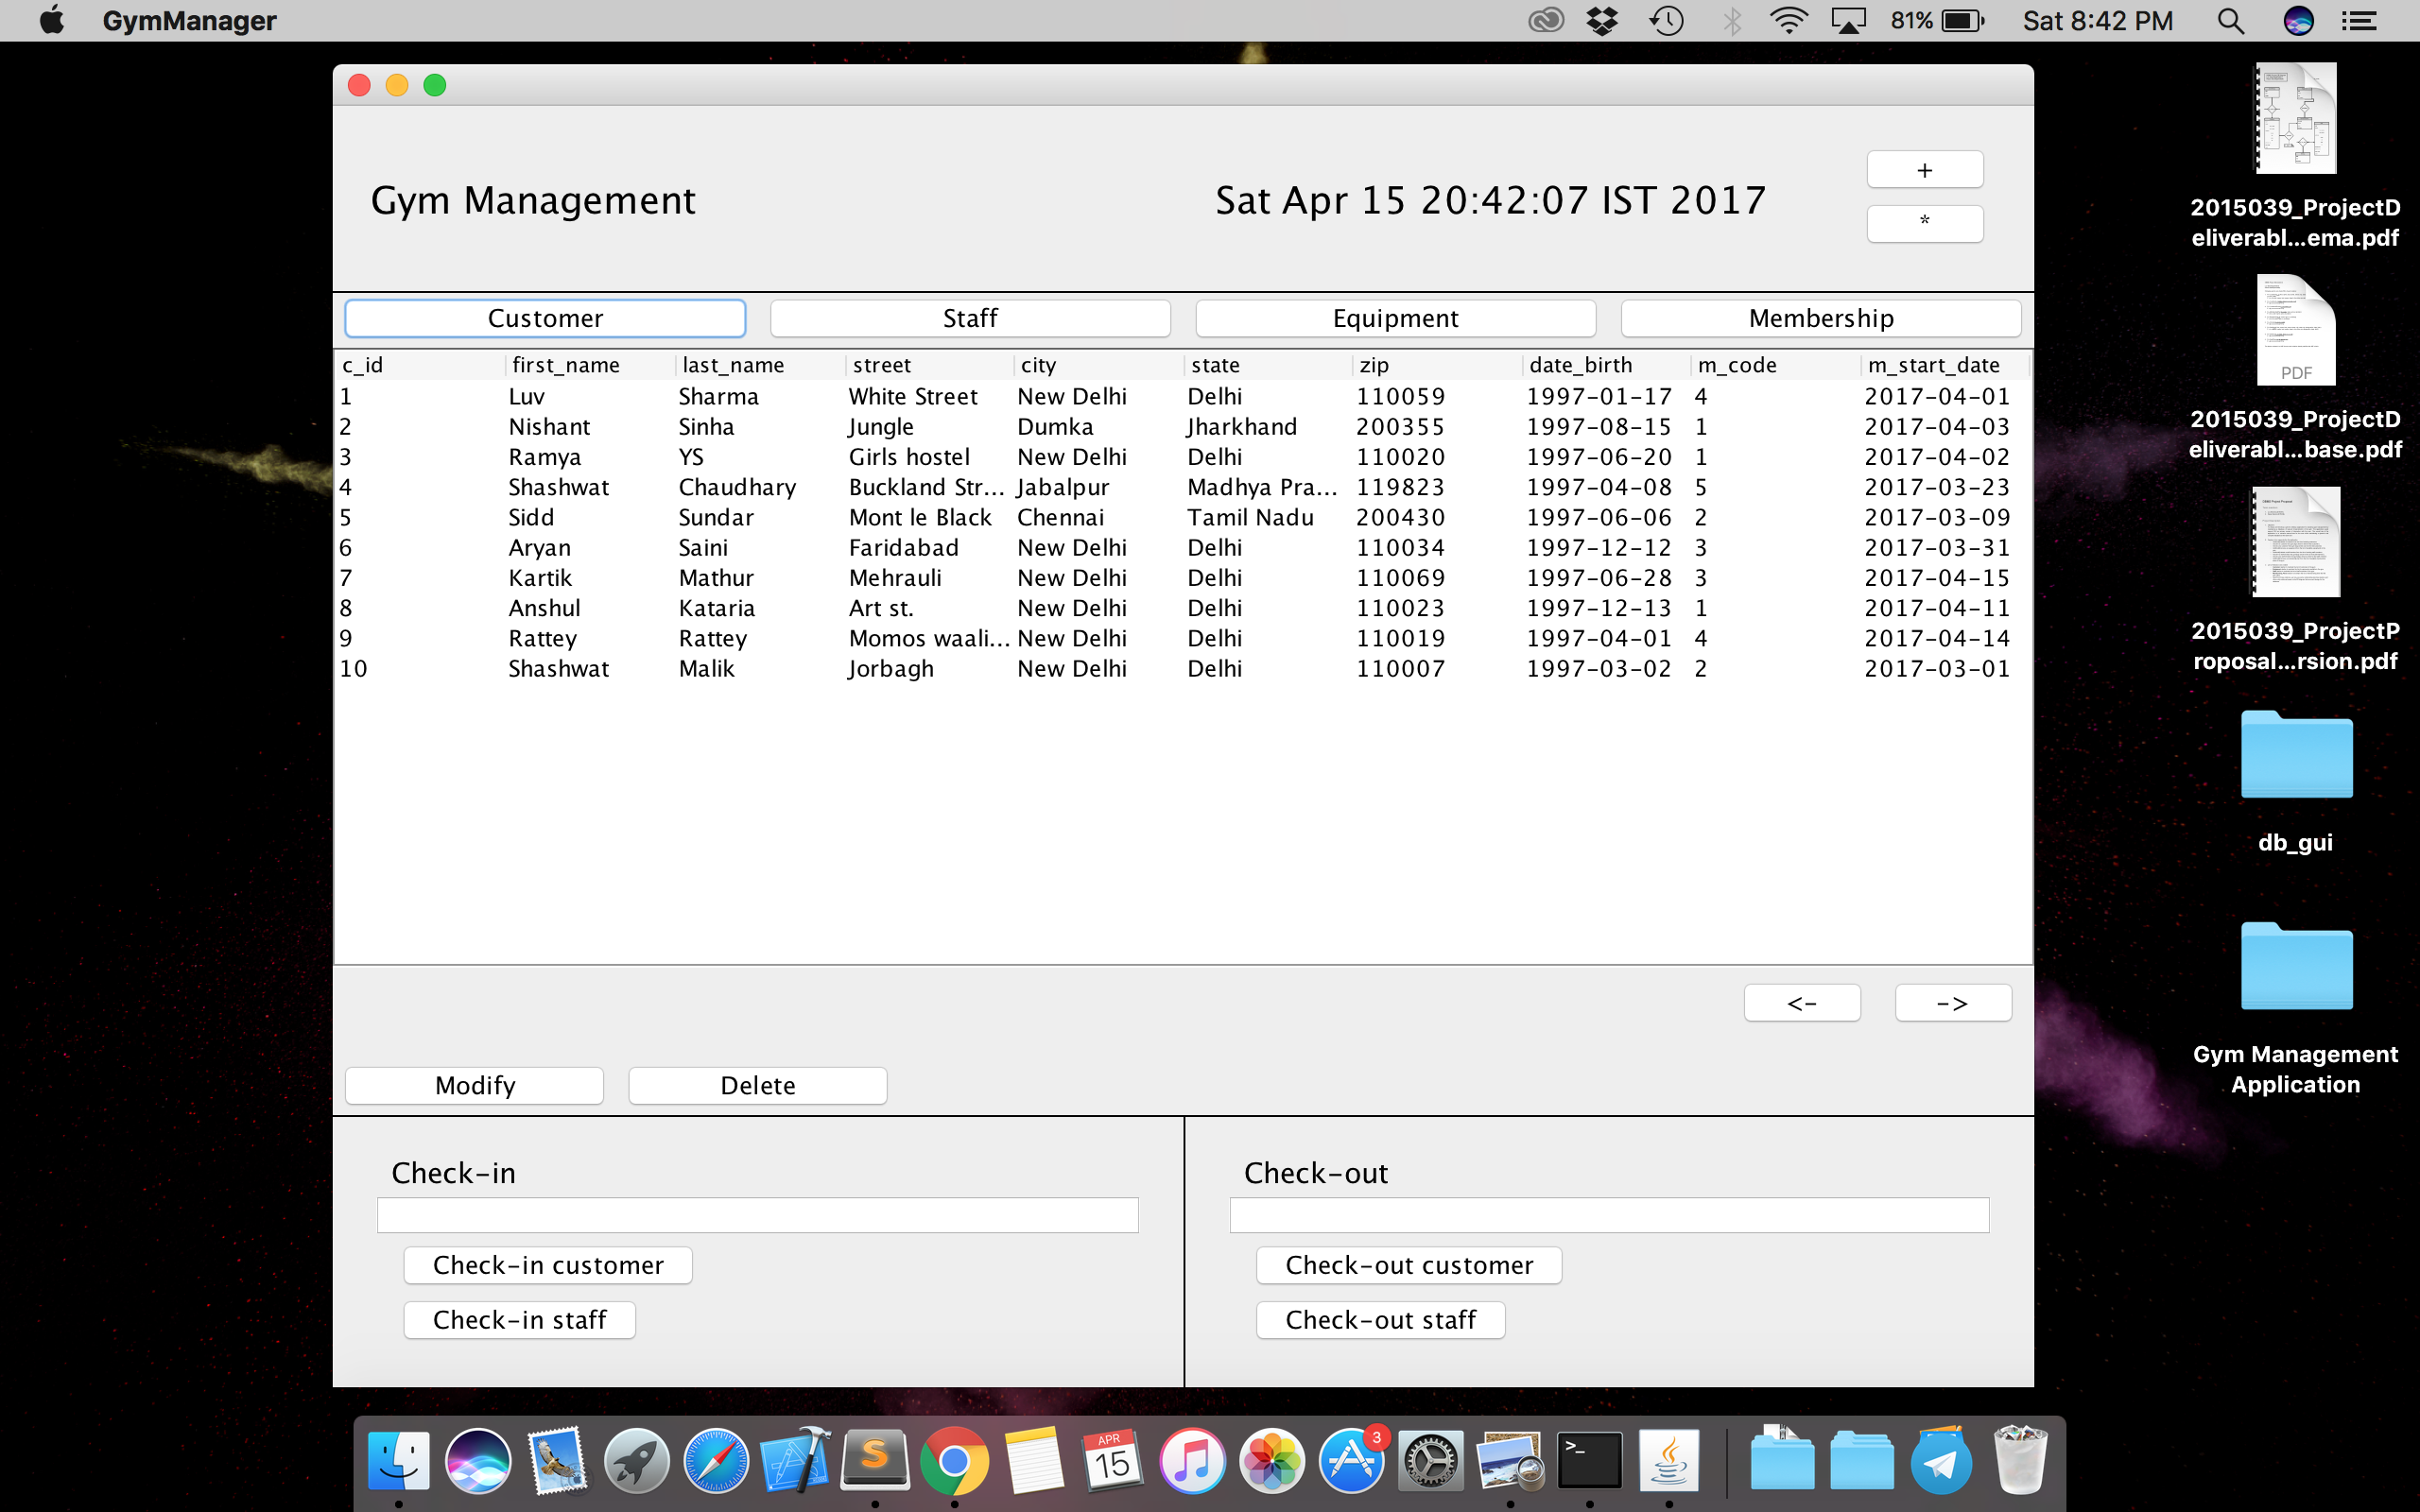 GymManager 81% Sat 8:42 PM
Gym Management Sat Apr 15 20:42:07 IST 2017
+
*
Customer Staff Equipment Membership
c_id first_name last_name street city state zip date_birth m_code m_start_date
1 Luv Sharma White Street New Delhi Delhi 110059 1997-01-17 4 2017-04-01
2 Nishant Sinha Jungle Dumka Jharkhand 200355 1997-08-15 1 2017-04-03
3 Ramya YS Girls hostel New Delhi Delhi 110020 1997-06-20 1 2017-04-02
4 Shashwat Chaudhary Buckland Str... Jabalpur Madhya Pra... 119823 1997-04-08 5 2017-03-23
5 Sidd Sundar Mont le Black Chennai Tamil Nadu 200430 1997-06-06 2 2017-03-09
6 Aryan Saini Faridabad New Delhi Delhi 110034 1997-12-12 3 2017-03-31
7 Kartik Mathur Mehrauli New Delhi Delhi 110069 1997-06-28 3 2017-04-15
8 Anshul Kataria Art st. New Delhi Delhi 110023 1997-12-13 1 2017-04-11
9 Rattey Rattey Momos waali... New Delhi Delhi 110019 1997-04-01 4 2017-04-14
10 Shashwat Malik Jorbagh New Delhi Delhi 110007 1997-03-02 2 2017-03-01
<- ->
Modify Delete
Check-in
Check-in customer
Check-in staff
Check-out
Check-out customer
Check-out staff
2015039_ProjectD
eliverabl...ema.pdf
PDF
2015039_ProjectD
eliverabl...base.pdf
2015039_ProjectP
roposal...rsion.pdf
db_gui
Gym Management
Application
S
APR
15
3
>_